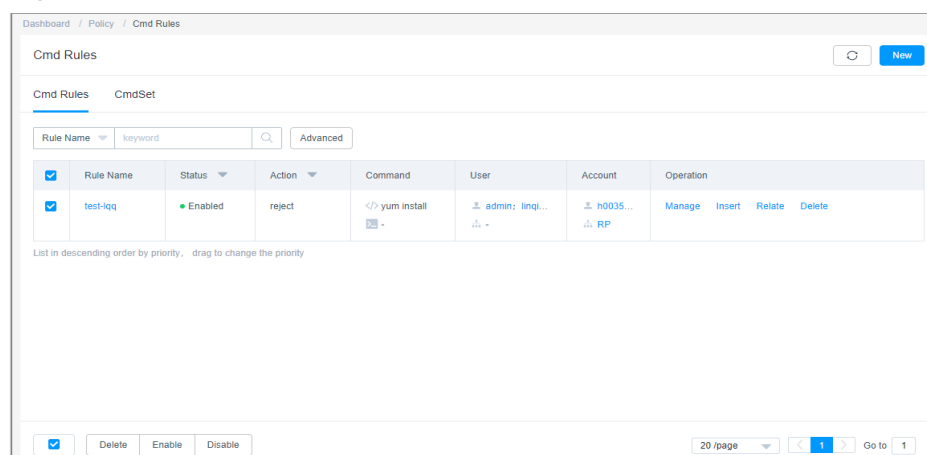 Dashboard / Policy / Cmd Rules
Cmd Rules
New
Cmd Rules CmdSet
Rule Name keyword Advanced
Rule Name Status Action Command User Account Operation
test-lqq Enabled reject </> yum install admin; linqi... h0035... Manage Insert Relate Delete
- - RP
List in descending order by priority, drag to change the priority
Delete Enable Disable 20 /page < 1 > Go to 1